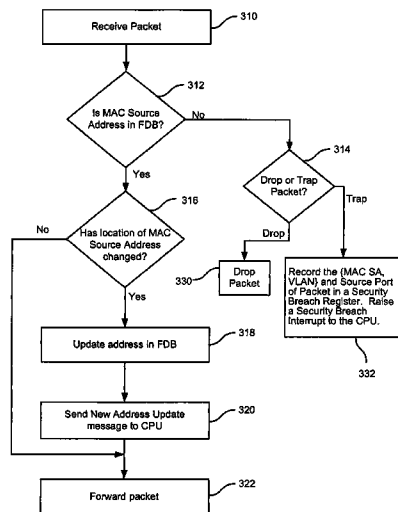 Receive Packet
310
312
Is MAC Source
Address in FDB?
No
Yes
314
Drop or Trap
Packet?
Drop
Trap
316
Has location of MAC
Source Address
changed?
No
Yes
330
Drop
Packet
Record the {MAC SA,
VLAN} and Source Port
of Packet in a Security
Breach Register. Raise
a Security Breach
Interrupt to the CPU.
332
Update address in FDB
318
Send New Address Update
message to CPU
320
Forward packet
322